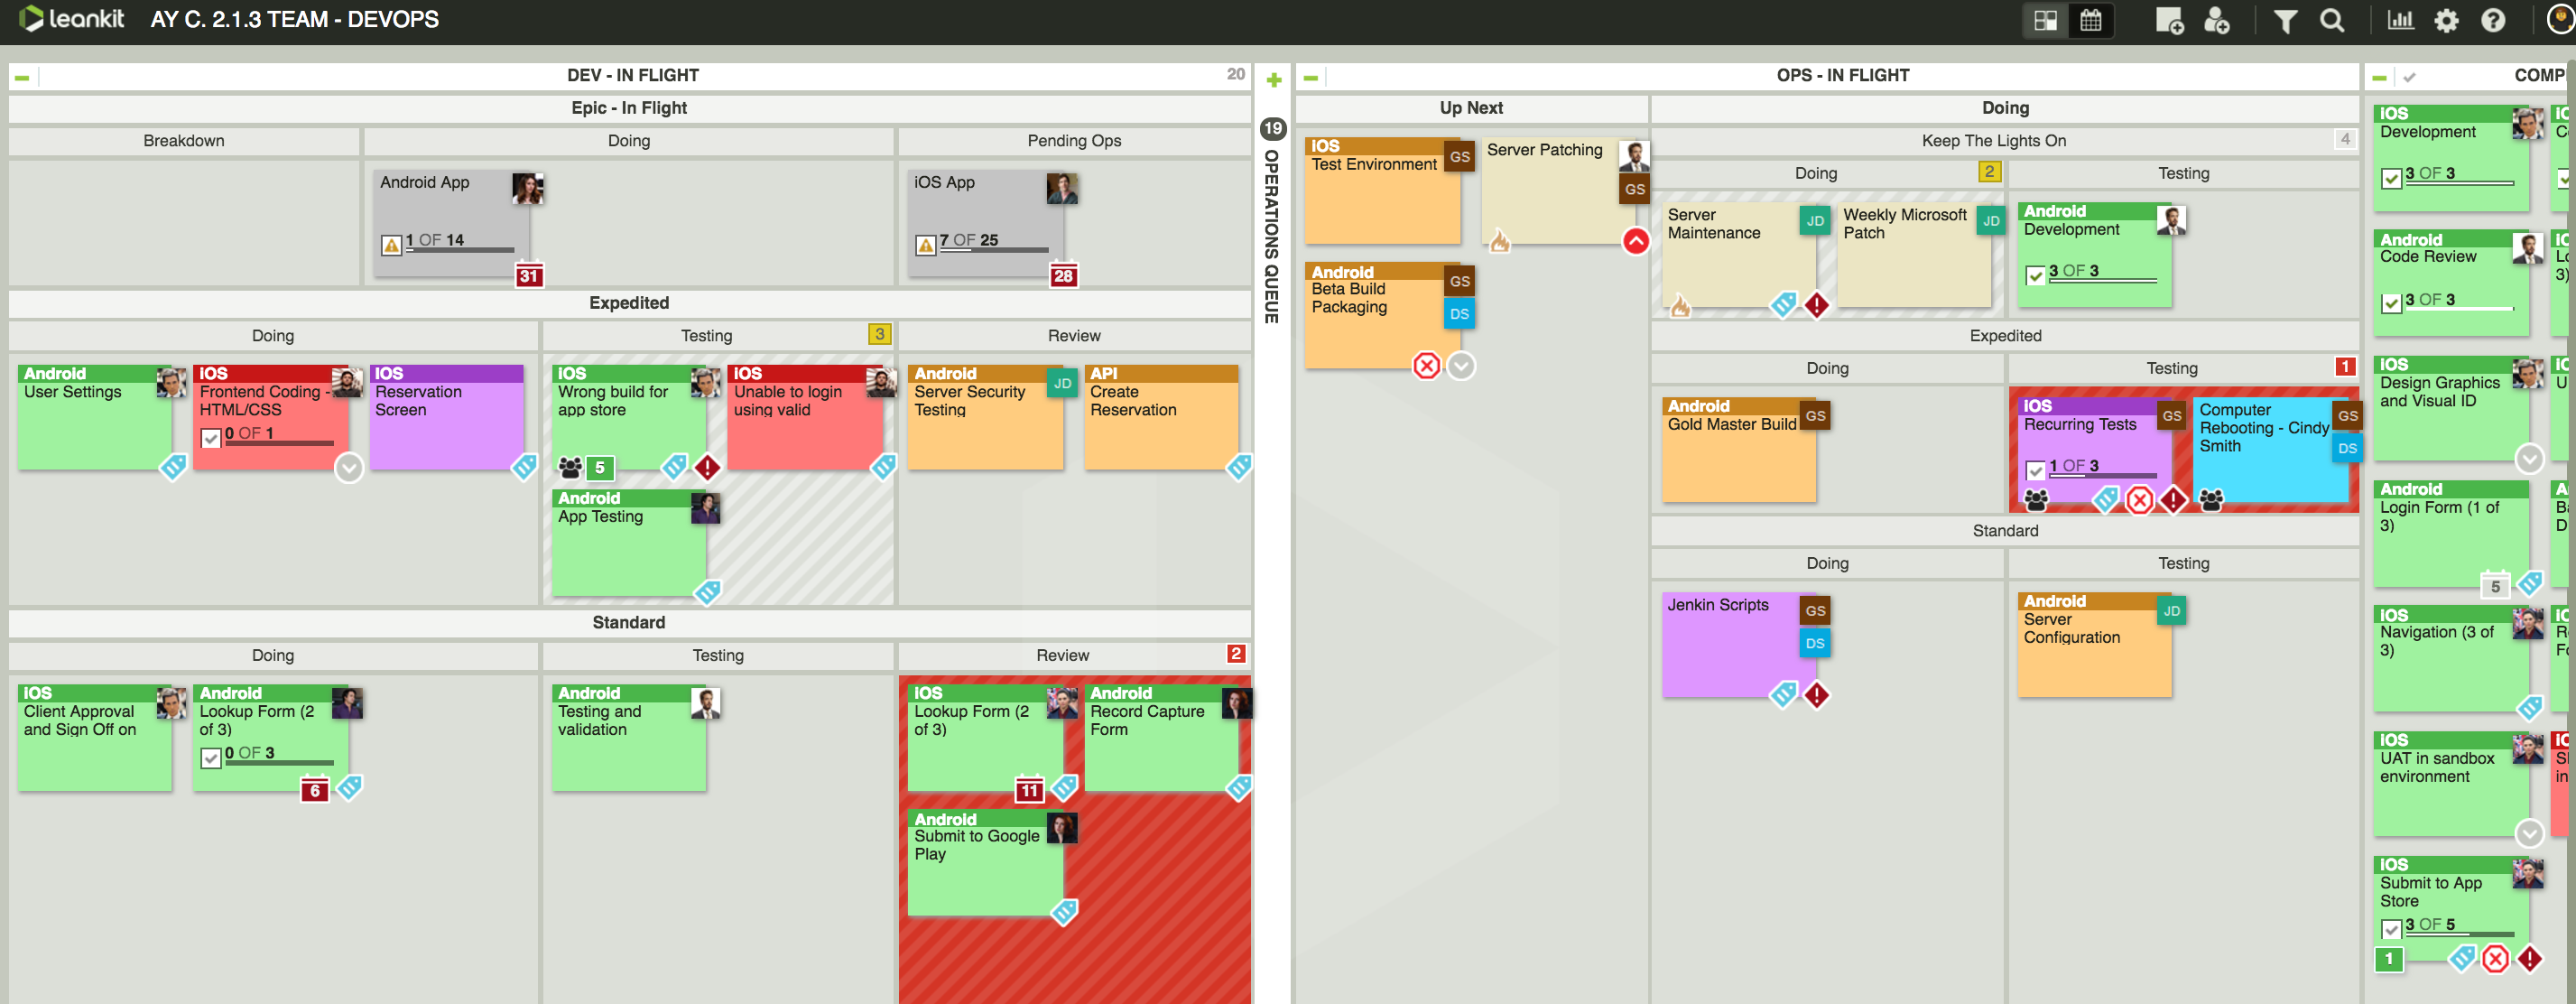 leankit AY C. 2.1.3 TEAM - DEVOPS
DEV - IN FLIGHT 20
Epic - In Flight
Breakdown
Doing
Pending Ops
Android App
1 OF 14
31
iOS App
7 OF 25
28
Expedited
Doing
Testing 3
Review
Android
User Settings
IOS
Frontend Coding -
HTML/CSS
0 OF 1
IOS
Reservation
Screen
IOS
Wrong build for
app store
5
IOS
Unable to login
using valid
Android
App Testing
Android
Server Security
Testing
JD
API
Create
Reservation
Standard
Doing
Testing
Review 2
iOS
Client Approval
and Sign Off on
Android
Lookup Form (2
of 3)
0 OF 3
6
Android
Testing and
validation
IOS
Lookup Form (2
of 3)
11
Android
Record Capture
Form
Android
Submit to Google
Play
19
OPERATIONS QUEUE
OPS - IN FLIGHT
Up Next
iOS
Test Environment
GS
Server Patching
GS
Android
Beta Build
Packaging
GS
DS
Doing
Keep The Lights On 4
Doing 2
Testing
Server
Maintenance
JD
Weekly Microsoft
Patch
JD
Android
Development
3 OF 3
Expedited
Doing
Testing 1
Android
Gold Master Build
GS
IOS
Recurring Tests
GS
1 OF 3
Computer
Rebooting - Cindy
Smith
GS
DS
Standard
Doing
Testing
Jenkin Scripts
GS
DS
Android
Server
Configuration
JD
COMP
IOS
Development
3 OF 3
Android
Code Review
3 OF 3
IOS
Design Graphics
and Visual ID
Android
Login Form (1 of
3)
5
IOS
Navigation (3 of
3)
IOS
UAT in sandbox
environment
IOS
Submit to App
Store
3 OF 5
1